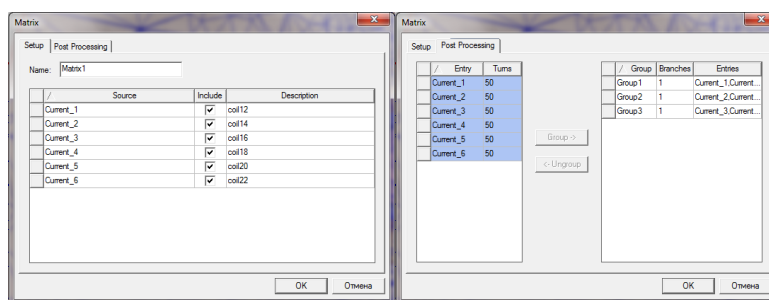 Matrix
Setup Post Processing
Name: Matrix1
/ Source Include Description
Current_1 coil12
Current_2 coil14
Current_3 coil16
Current_4 coil18
Current_5 coil20
Current_6 coil22
OK Отмена
Matrix
Setup Post Processing
/ Entry Turns
Current_1 50
Current_2 50
Current_3 50
Current_4 50
Current_5 50
Current_6 50
Group ->
<- Ungroup
/ Group Branches Entries
Group1 1 Current_1,Current...
Group2 1 Current_2,Current...
Group3 1 Current_3,Current...
OK Отмена